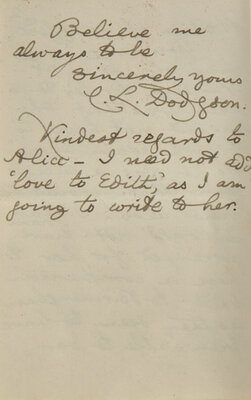 Believe me
always to be
sincerely yours
C. L. Dodgson.
Kindest regards to
Alice – I need not add
'love to Edith,' as I am
going to write to her.